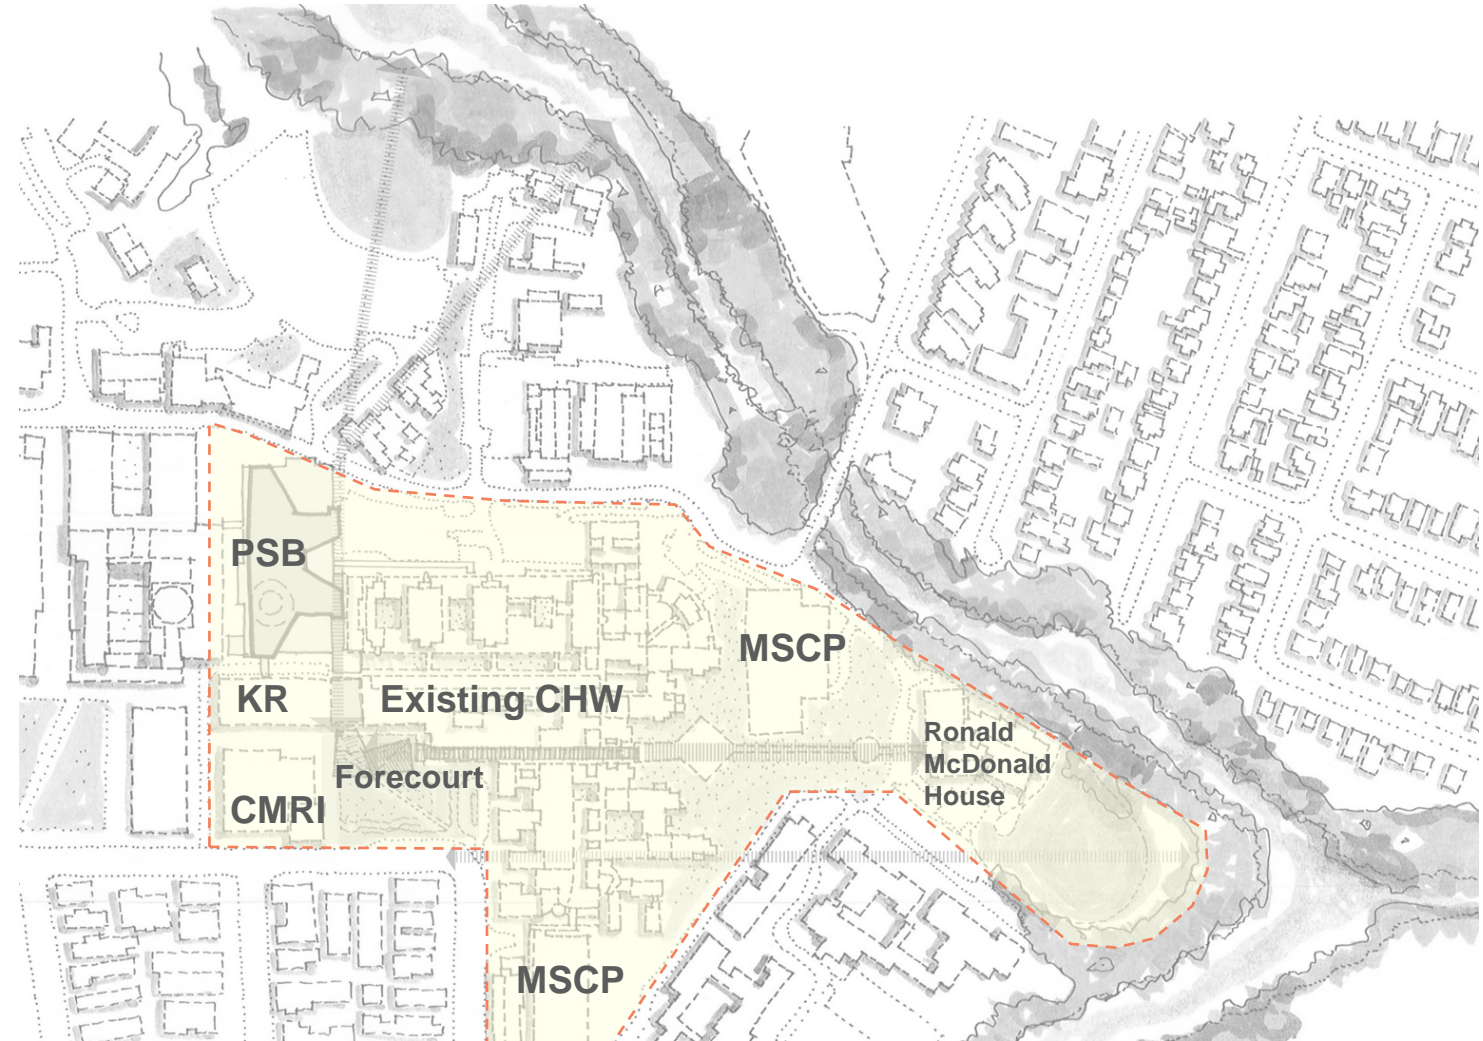 PSB
MSCP
KR
Existing CHW
Ronald
McDonald
House
Forecourt
CMRI
MSCP